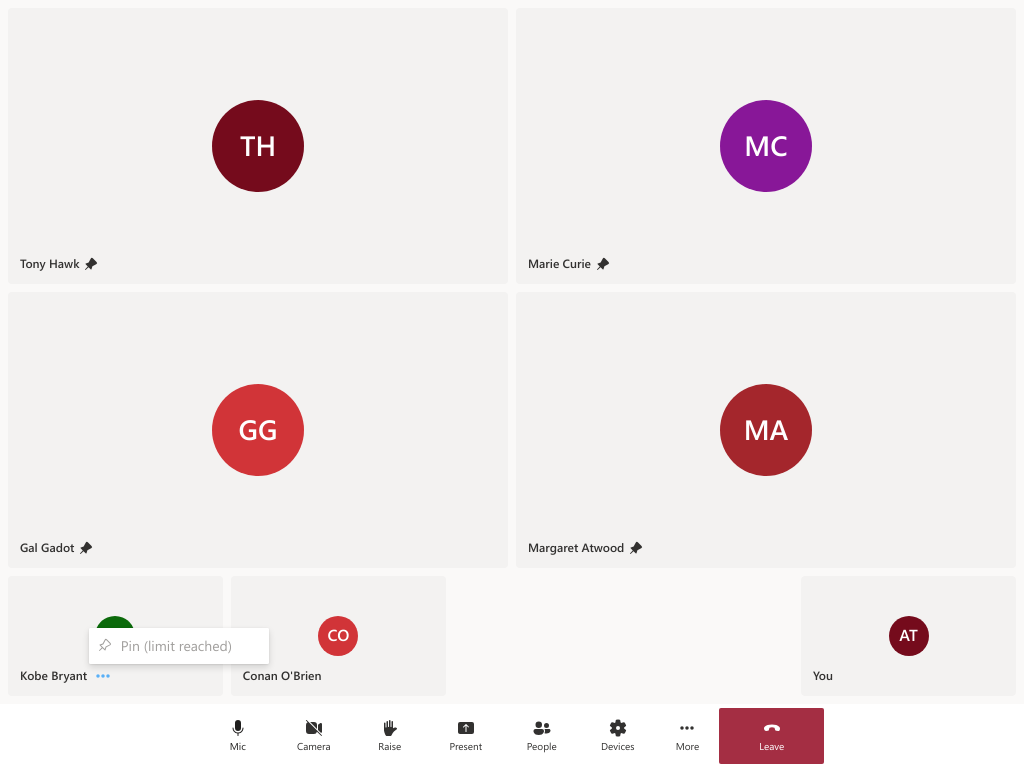 TH
Tony Hawk
MC
Marie Curie
GG
Gal Gadot
MA
Margaret Atwood
Pin (limit reached)
Kobe Bryant
CO
Conan O'Brien
AT
You
Mic
Camera
Raise
Present
People
Devices
More
Leave